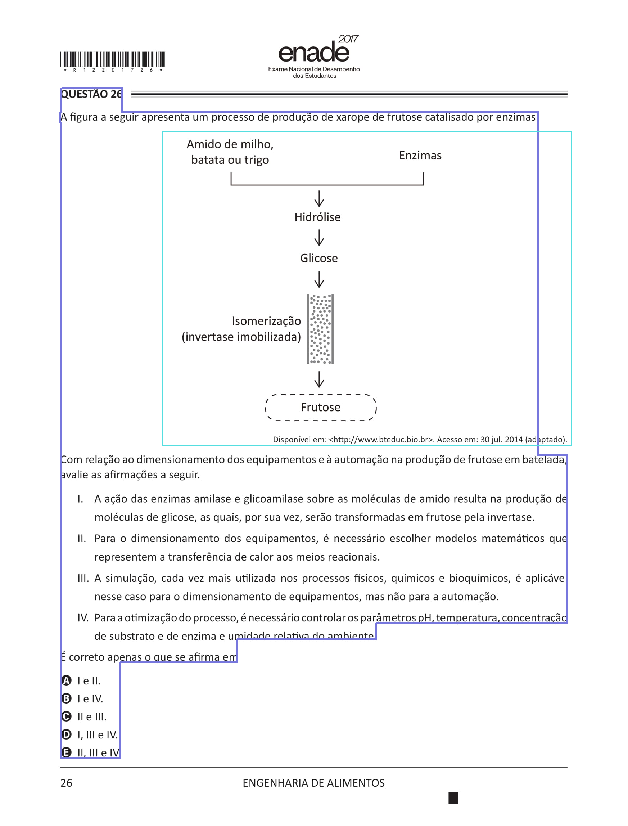 2017
enade
Exame Nacional de Desempenho
dos Estudantes
* R 1 2 2 0 1 7 2 6 *
QUESTÃO 26
A figura a seguir apresenta um processo de produção de xarope de frutose catalisado por enzimas
Amido de milho,
batata ou trigo
Enzimas
Hidrólise
Glicose
Isomerização
(invertase imobilizada)
Frutose
Disponível em: <http://www.bteduc.bio.br>. Acesso em: 30 jul. 2014 (adaptado).
Com relação ao dimensionamento dos equipamentos e à automação na produção de frutose em batelada,
avalie as afirmações a seguir.
I. A ação das enzimas amilase e glicoamilase sobre as moléculas de amido resulta na produção de
moléculas de glicose, as quais, por sua vez, serão transformadas em frutose pela invertase.
II. Para o dimensionamento dos equipamentos, é necessário escolher modelos matemáticos que
representem a transferência de calor aos meios reacionais.
III. A simulação, cada vez mais utilizada nos processos físicos, químicos e bioquímicos, é aplicáve
nesse caso para o dimensionamento de equipamentos, mas não para a automação.
IV. Para a otimização do processo, é necessário controlar os parâmetros pH, temperatura, concentração
de substrato e de enzima e umidade relativa do ambiente.
É correto apenas o que se afirma em
A I e II.
B I e IV.
C II e III.
D I, III e IV.
E II, III e IV
26
ENGENHARIA DE ALIMENTOS